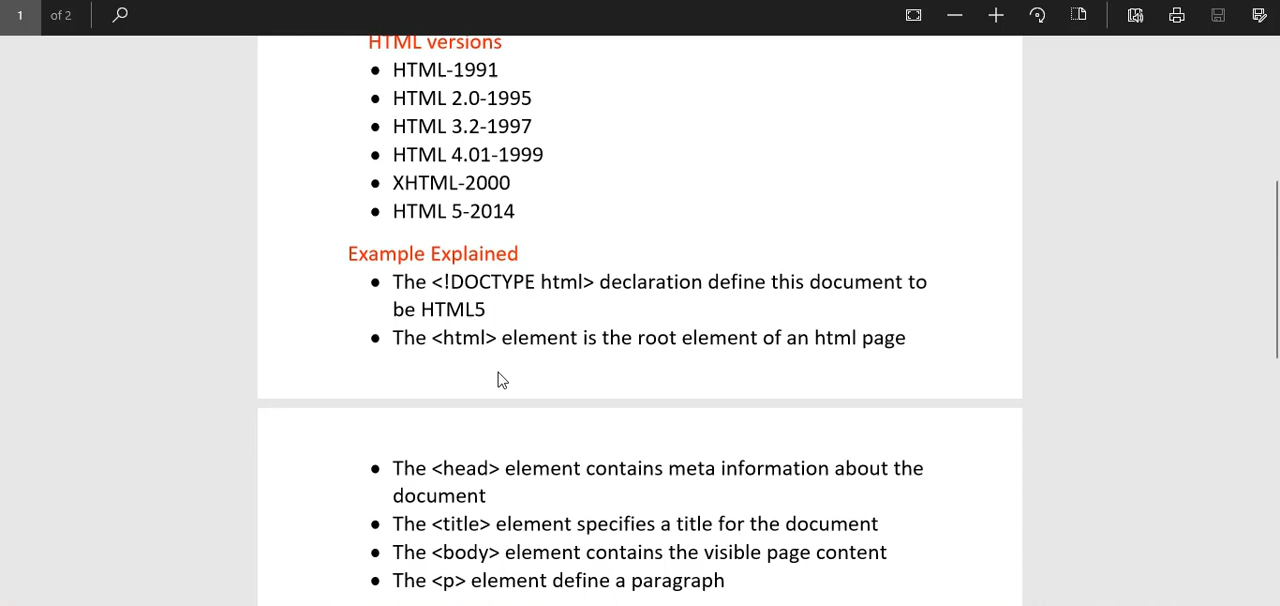 1 of 2
HTML versions
• HTML-1991
• HTML 2.0-1995
• HTML 3.2-1997
• HTML 4.01-1999
• XHTML-2000
• HTML 5-2014
Example Explained
• The <!DOCTYPE html> declaration define this document to
be HTML5
• The <html> element is the root element of an html page
• The <head> element contains meta information about the
document
• The <title> element specifies a title for the document
• The <body> element contains the visible page content
• The <p> element define a paragraph